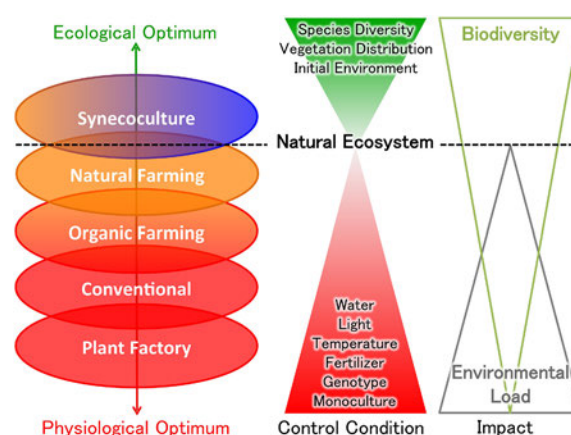 Ecological Optimum
Synecoculture
Natural Farming
Organic Farming
Conventional
Plant Factory
Physiological Optimum
Species Diversity
Vegetation Distribution
Initial Environment
Natural Ecosystem
Water
Light
Temperature
Fertilizer
Genotype
Monoculture
Control Condition
Biodiversity
Environmental
Load
Impact